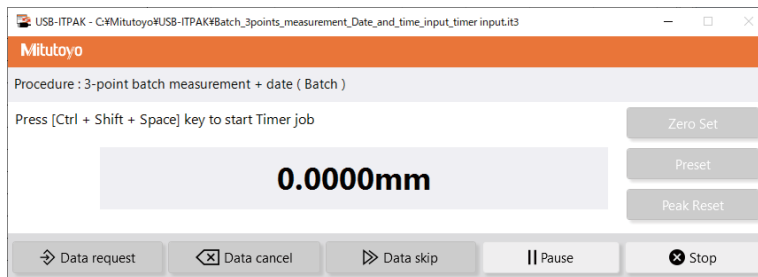 USB-ITPAK - C:¥Mitutoyo¥USB-ITPAK¥Batch_3points_measurement_Date_and_time_input_timer input.it3
Mitutoyo
Procedure : 3-point batch measurement + date ( Batch )
Press [Ctrl + Shift + Space] key to start Timer job
Zero Set
0.0000mm
Preset
Peak Reset
Data request
Data cancel
Data skip
Pause
Stop